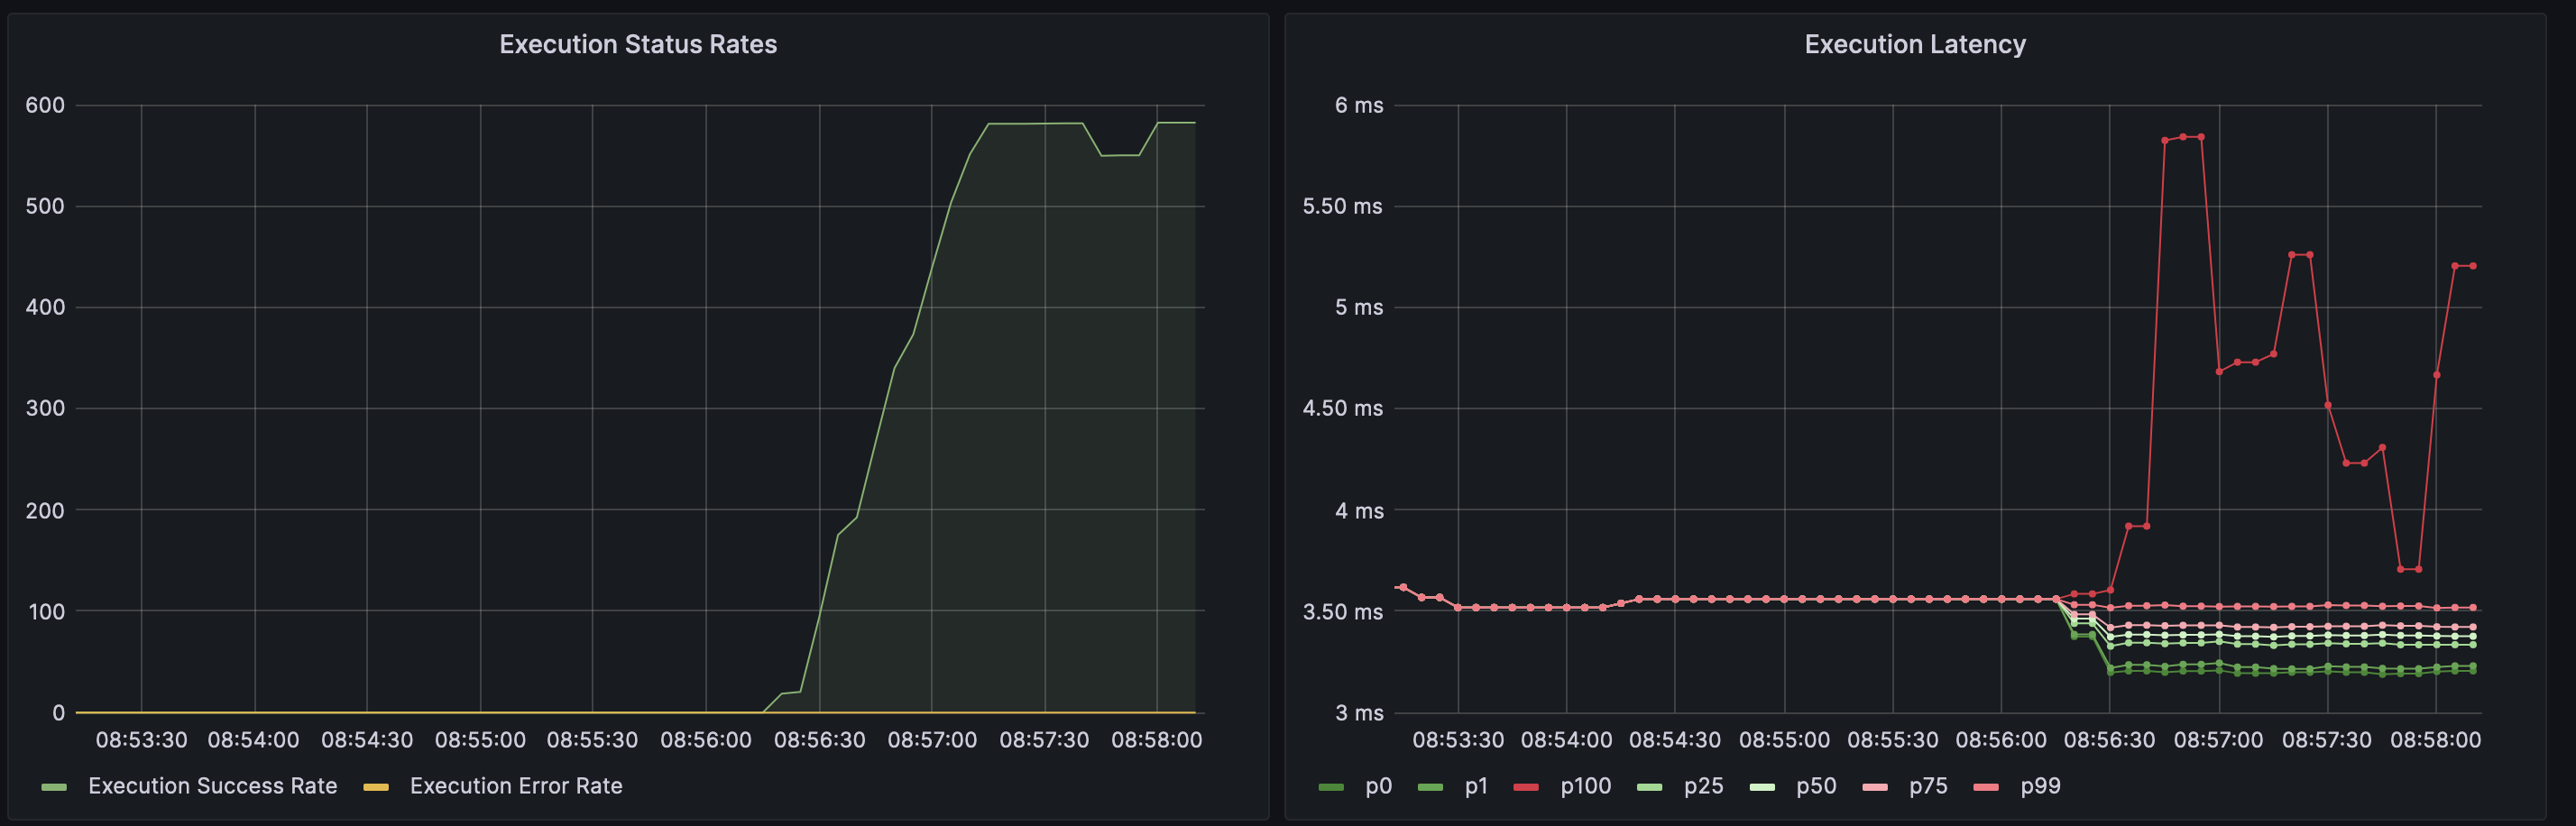 Execution Status Rates
600
500
400
300
200
100
0
08:53:30 08:54:00 08:54:30 08:55:00 08:55:30 08:56:00 08:56:30 08:57:00 08:57:30 08:58:00
Execution Success Rate Execution Error Rate
Execution Latency
6 ms
5.50 ms
5 ms
4.50 ms
4 ms
3.50 ms
3 ms
08:53:30 08:54:00 08:54:30 08:55:00 08:55:30 08:56:00 08:56:30 08:57:00 08:57:30 08:58:00
p0 p1 p100 p25 p50 p75 p99